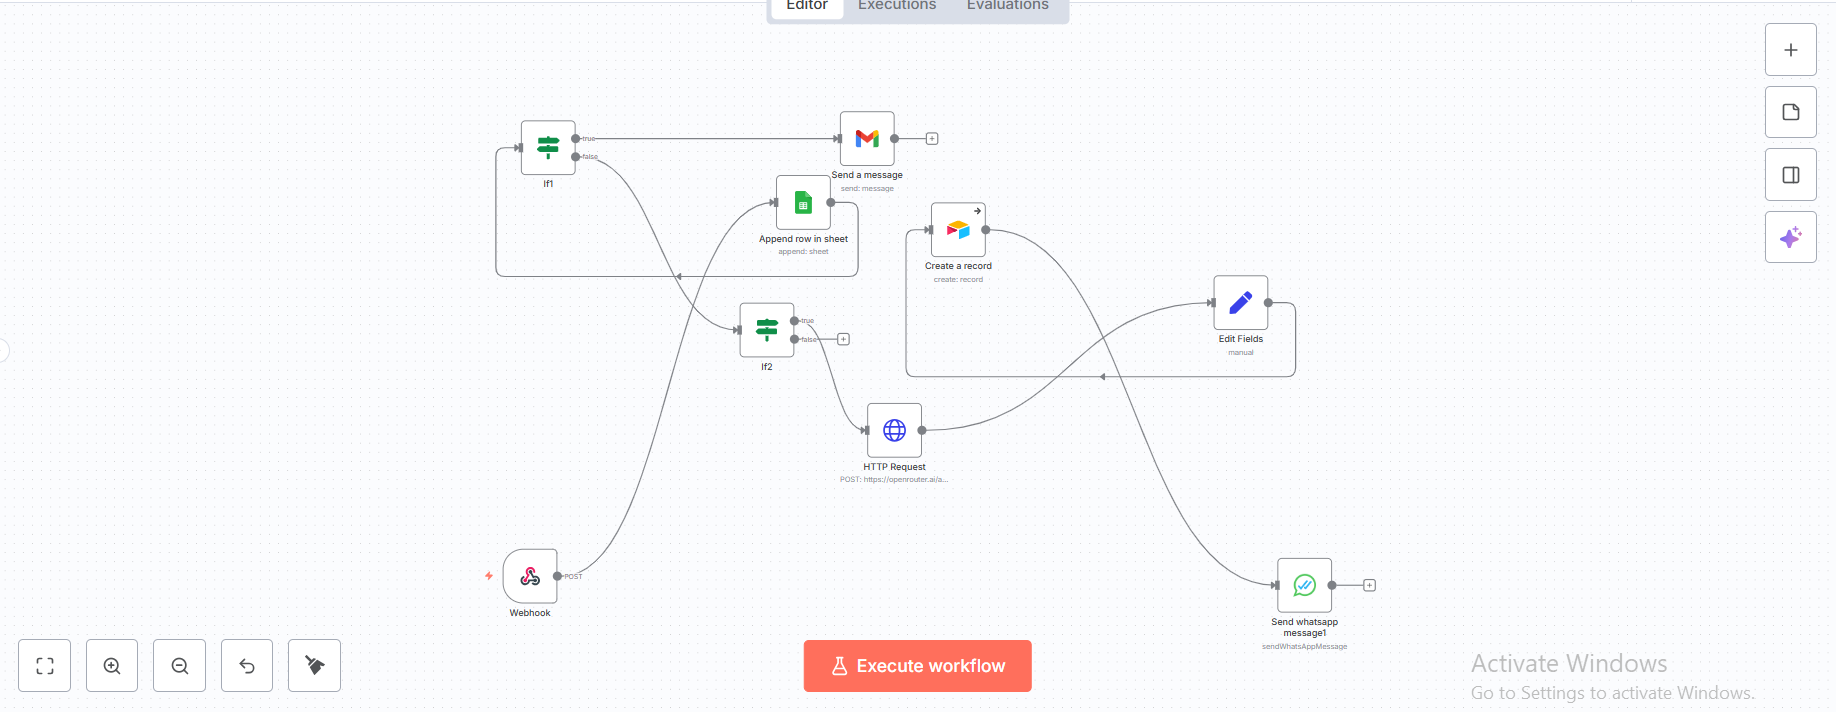 Editor Executions Evaluations
true
false
If1
Send a message
send: message
Append row in sheet
append: sheet
Create a record
create: record
Edit Fields
manual
true
false
If2
HTTP Request
POST: https://openrouter.ai/a...
POST
Webhook
Send whatsapp
message1
sendWhatsAppMessage
Execute workflow
Activate Windows
Go to Settings to activate Windows.